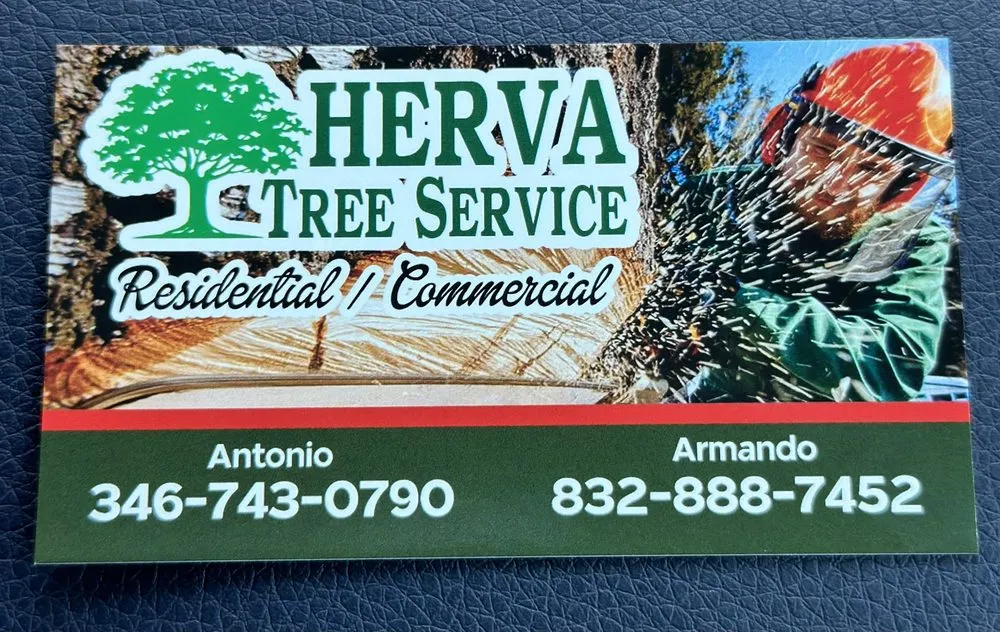 HERVA
TREE SERVICE
Residential / Commercial
Antonio
346-743-0790
Armando
832-888-7452